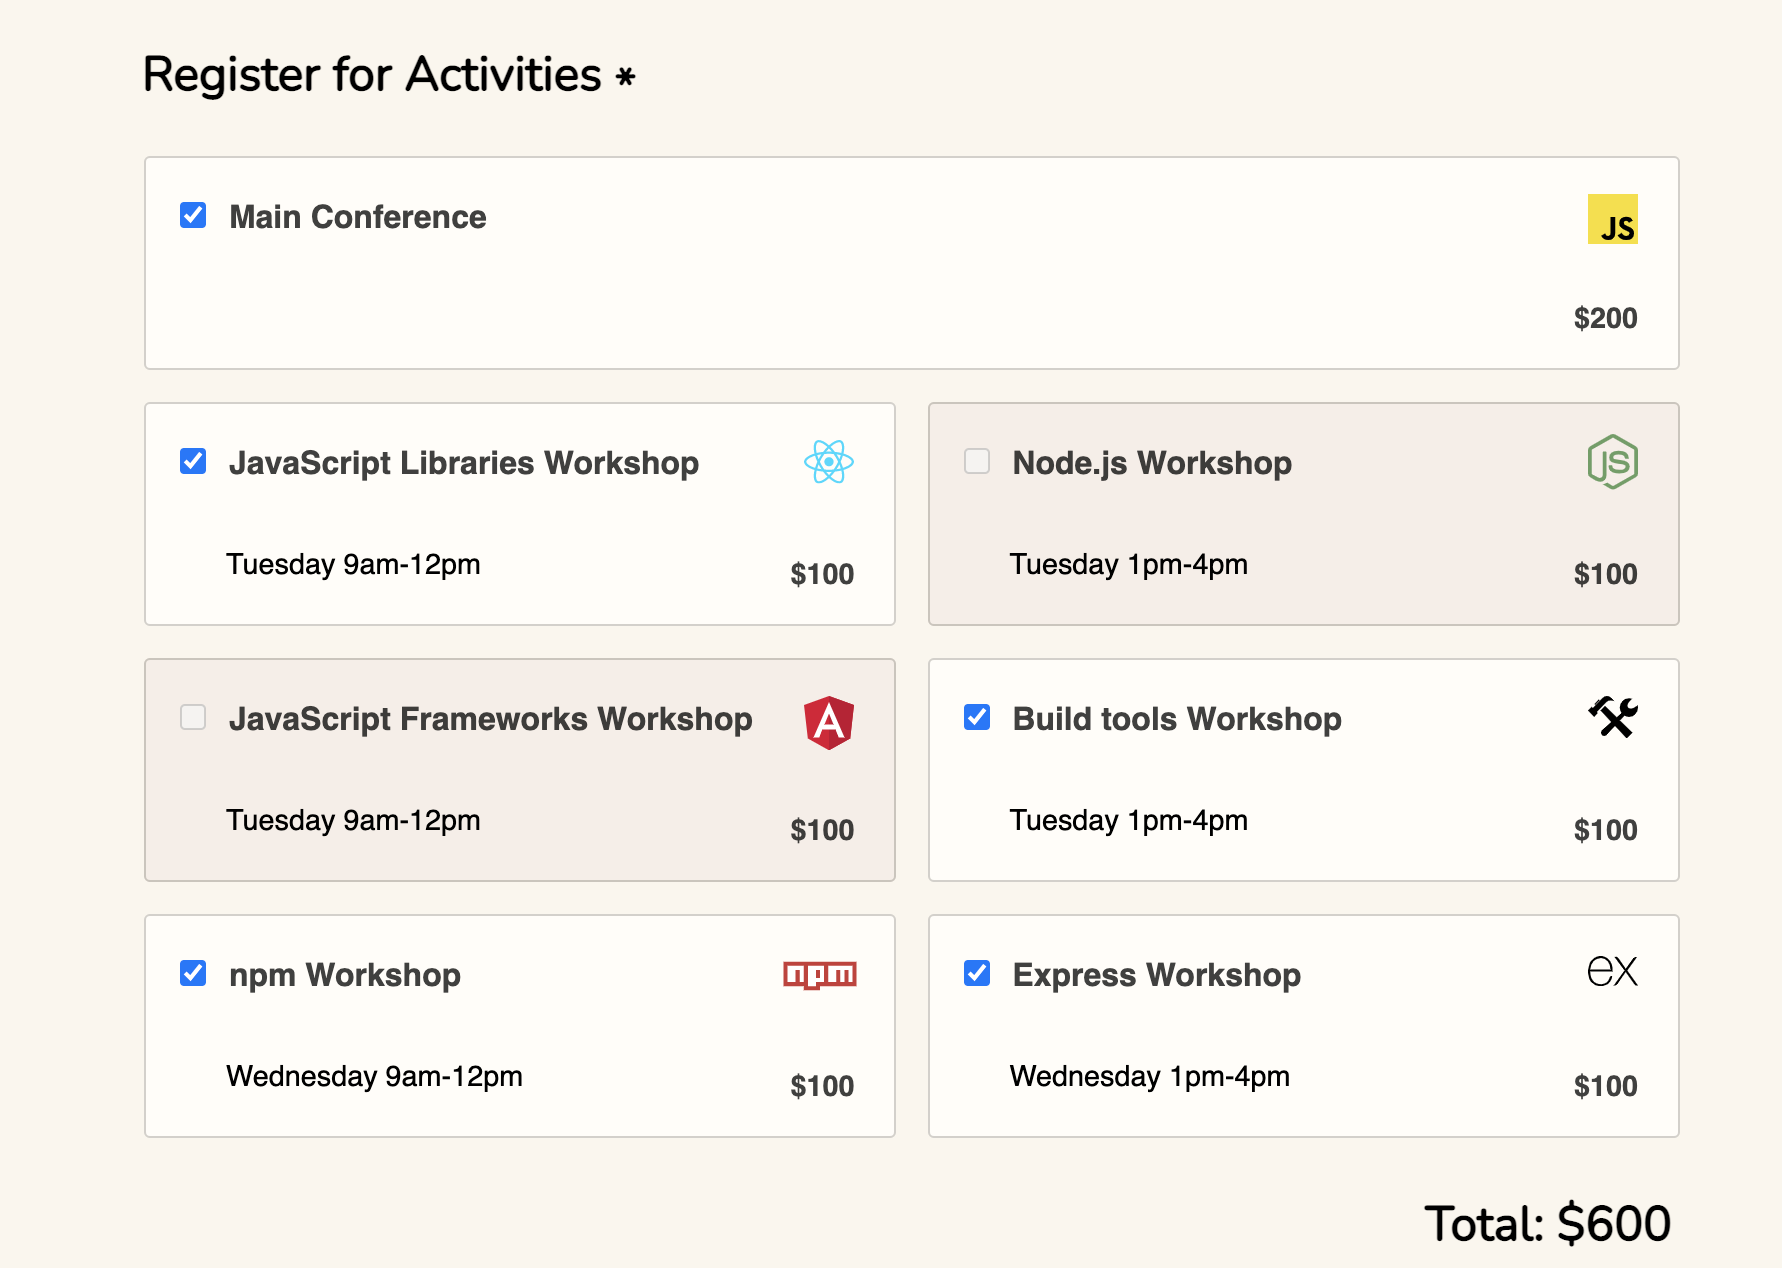 Register for Activities *
Main Conference
JS
$200
JavaScript Libraries Workshop
Tuesday 9am-12pm
$100
Node.js Workshop
JS
Tuesday 1pm-4pm
$100
JavaScript Frameworks Workshop
A
Tuesday 9am-12pm
$100
Build tools Workshop
Tuesday 1pm-4pm
$100
npm Workshop
npm
Wednesday 9am-12pm
$100
Express Workshop
ex
Wednesday 1pm-4pm
$100
Total: $600